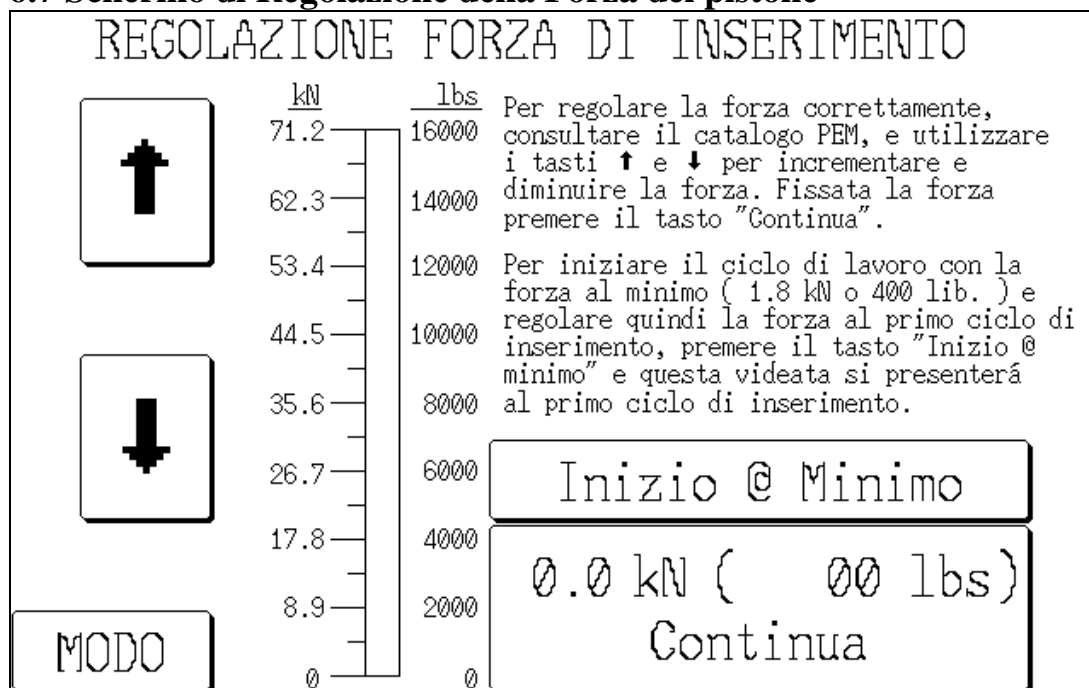 6.7 Schermo di Regolazione della Forza del pistone
REGOLAZIONE FORZA DI INSERIMENTO
kN lbs
71.2 16000
62.3 14000
53.4 12000
44.5 10000
35.6 8000
26.7 6000
17.8 4000
8.9 2000
0 0
Per regolare la forza correttamente,
consultare il catalogo PEM, e utilizzare
i tasti ⬆ e ⬇ per incrementare e
diminuire la forza. Fissata la forza
premere il tasto "Continua".
Per iniziare il ciclo di lavoro con la
forza al minimo ( 1.8 kN o 400 lib. ) e
regolare quindi la forza al primo ciclo di
inserimento, premere il tasto "Inizio @
minimo" e questa videata si presenterá
al primo ciclo di inserimento.
Inizio @ Minimo
0.0 kN ( 00 lbs)
Continua
MODO